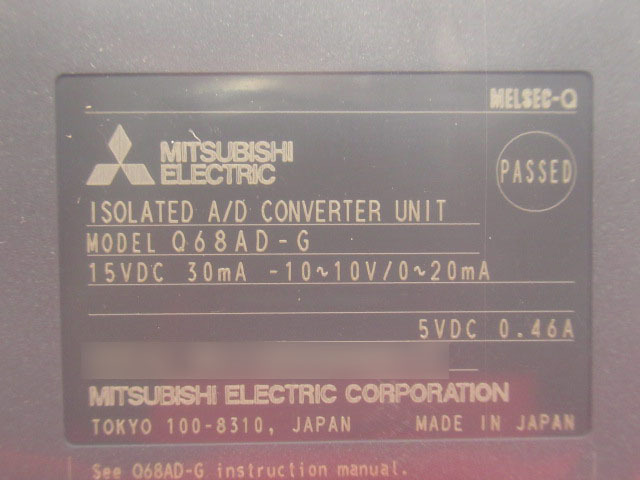 MELSEC-Q
MITSUBISHI
ELECTRIC
PASSED
ISOLATED A/D CONVERTER UNIT
MODEL Q68AD-G
15VDC 30mA -10~10V/0~20mA
5VDC 0.46A
MITSUBISHI ELECTRIC CORPORATION
TOKYO 100-8310, JAPAN MADE IN JAPAN
See Q68AD-G instruction manual.